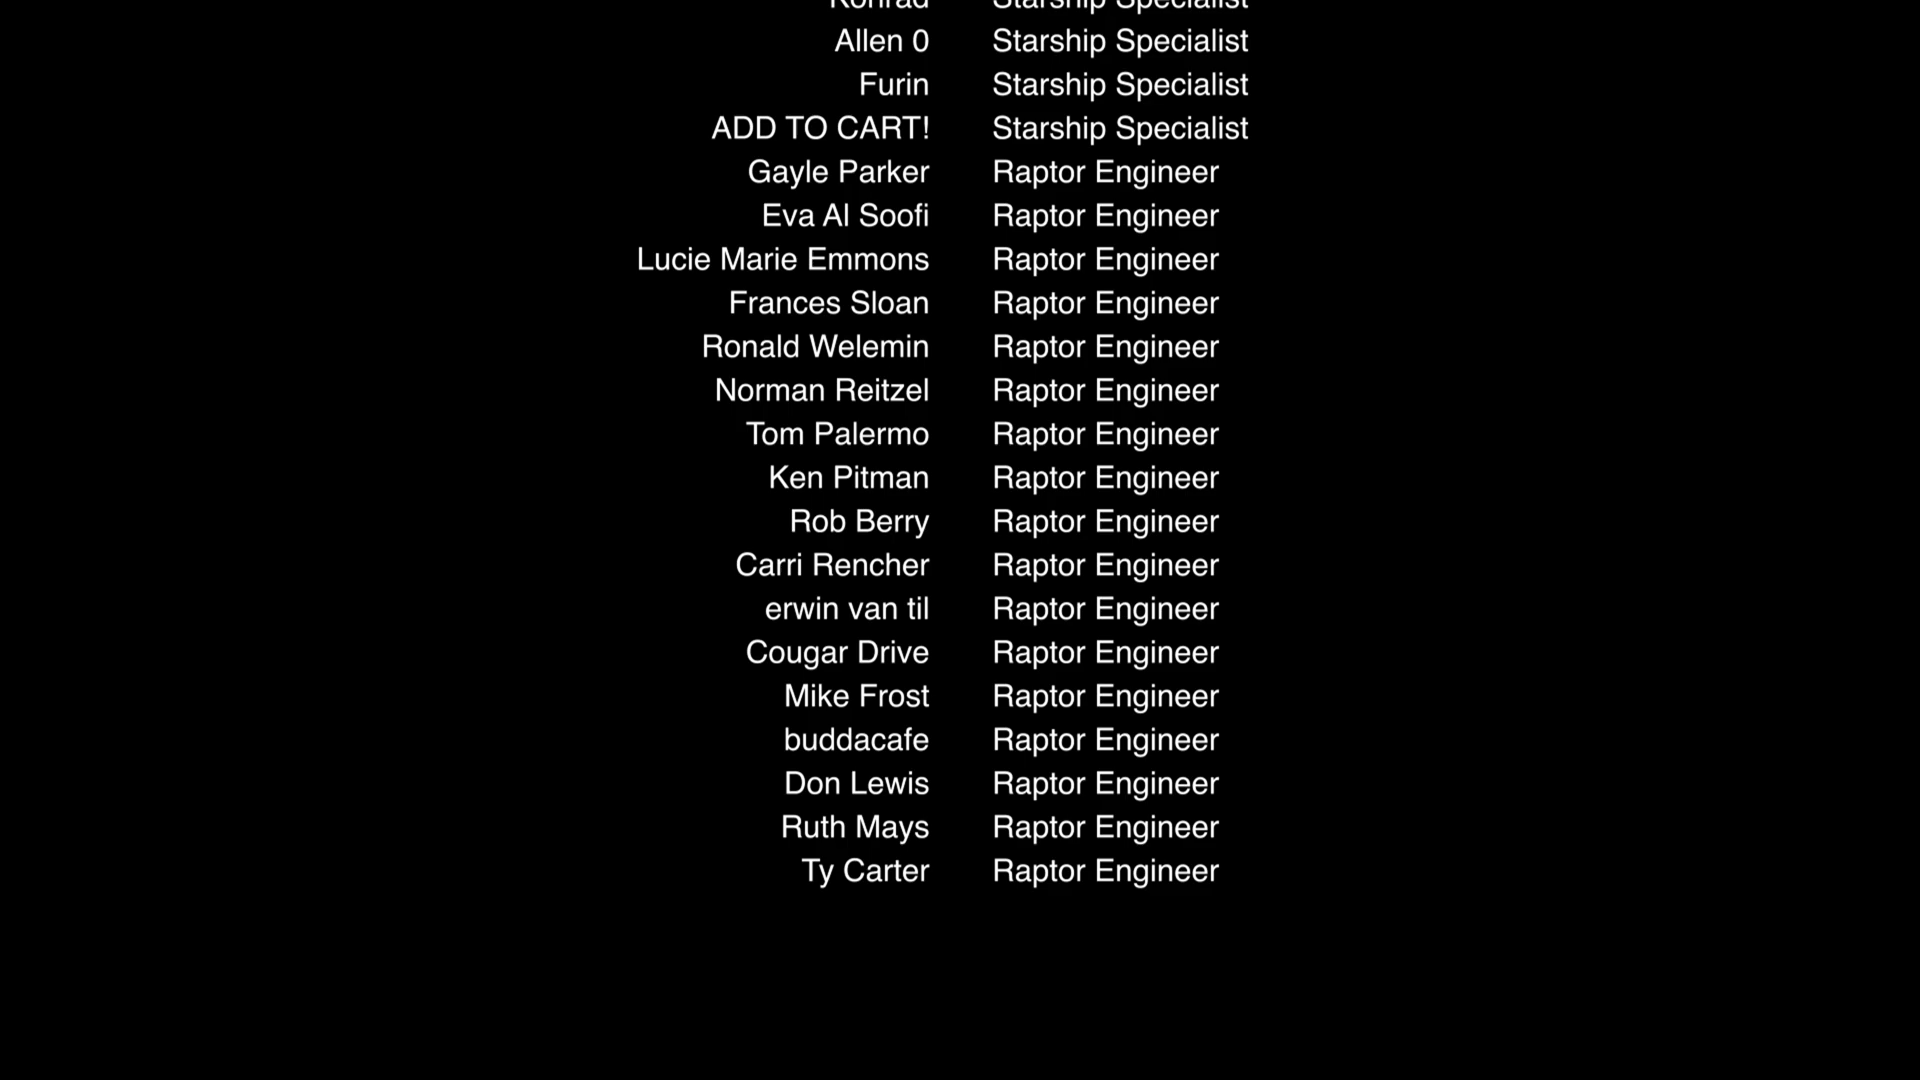 Konrad Starship Specialist
Allen 0 Starship Specialist
Furin Starship Specialist
ADD TO CART! Starship Specialist
Gayle Parker Raptor Engineer
Eva Al Soofi Raptor Engineer
Lucie Marie Emmons Raptor Engineer
Frances Sloan Raptor Engineer
Ronald Welemin Raptor Engineer
Norman Reitzel Raptor Engineer
Tom Palermo Raptor Engineer
Ken Pitman Raptor Engineer
Rob Berry Raptor Engineer
Carri Rencher Raptor Engineer
erwin van til Raptor Engineer
Cougar Drive Raptor Engineer
Mike Frost Raptor Engineer
buddacafe Raptor Engineer
Don Lewis Raptor Engineer
Ruth Mays Raptor Engineer
Ty Carter Raptor Engineer